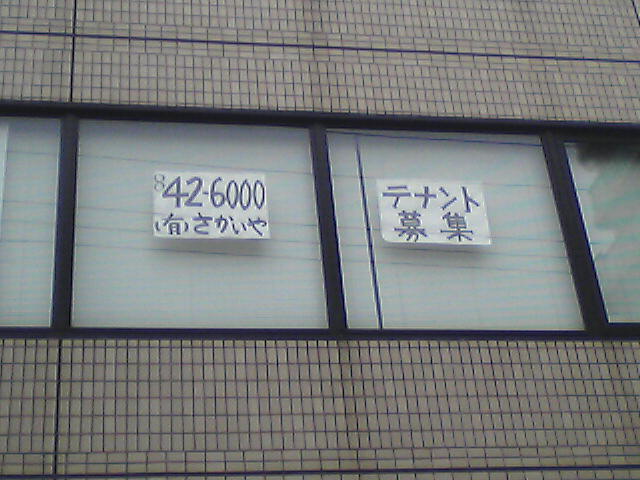 842-6000
(有)さかいや
テナント
募集